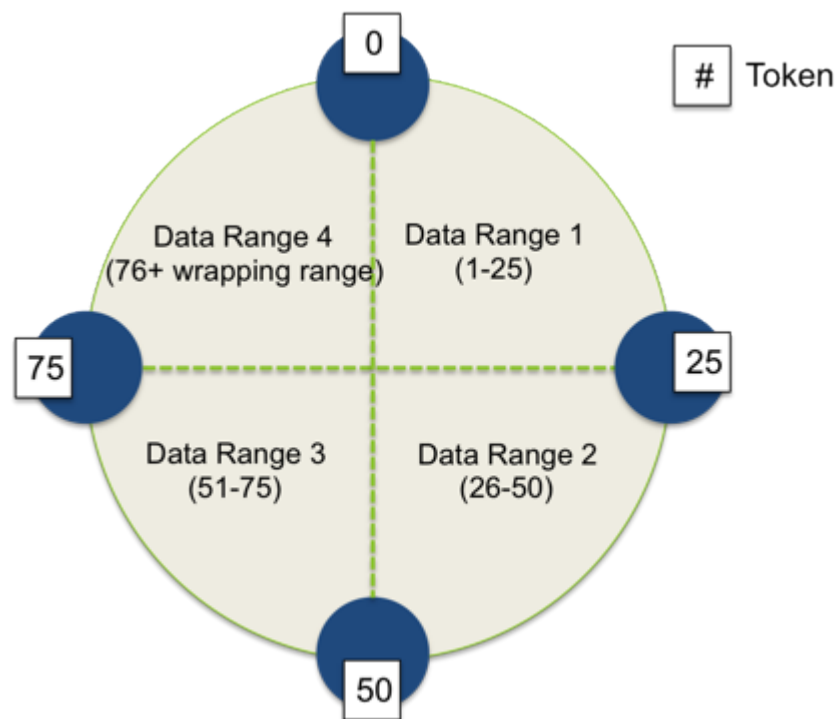 0
# Token
Data Range 4
(76+ wrapping range)
Data Range 1
(1-25)
75
25
Data Range 3
(51-75)
Data Range 2
(26-50)
50